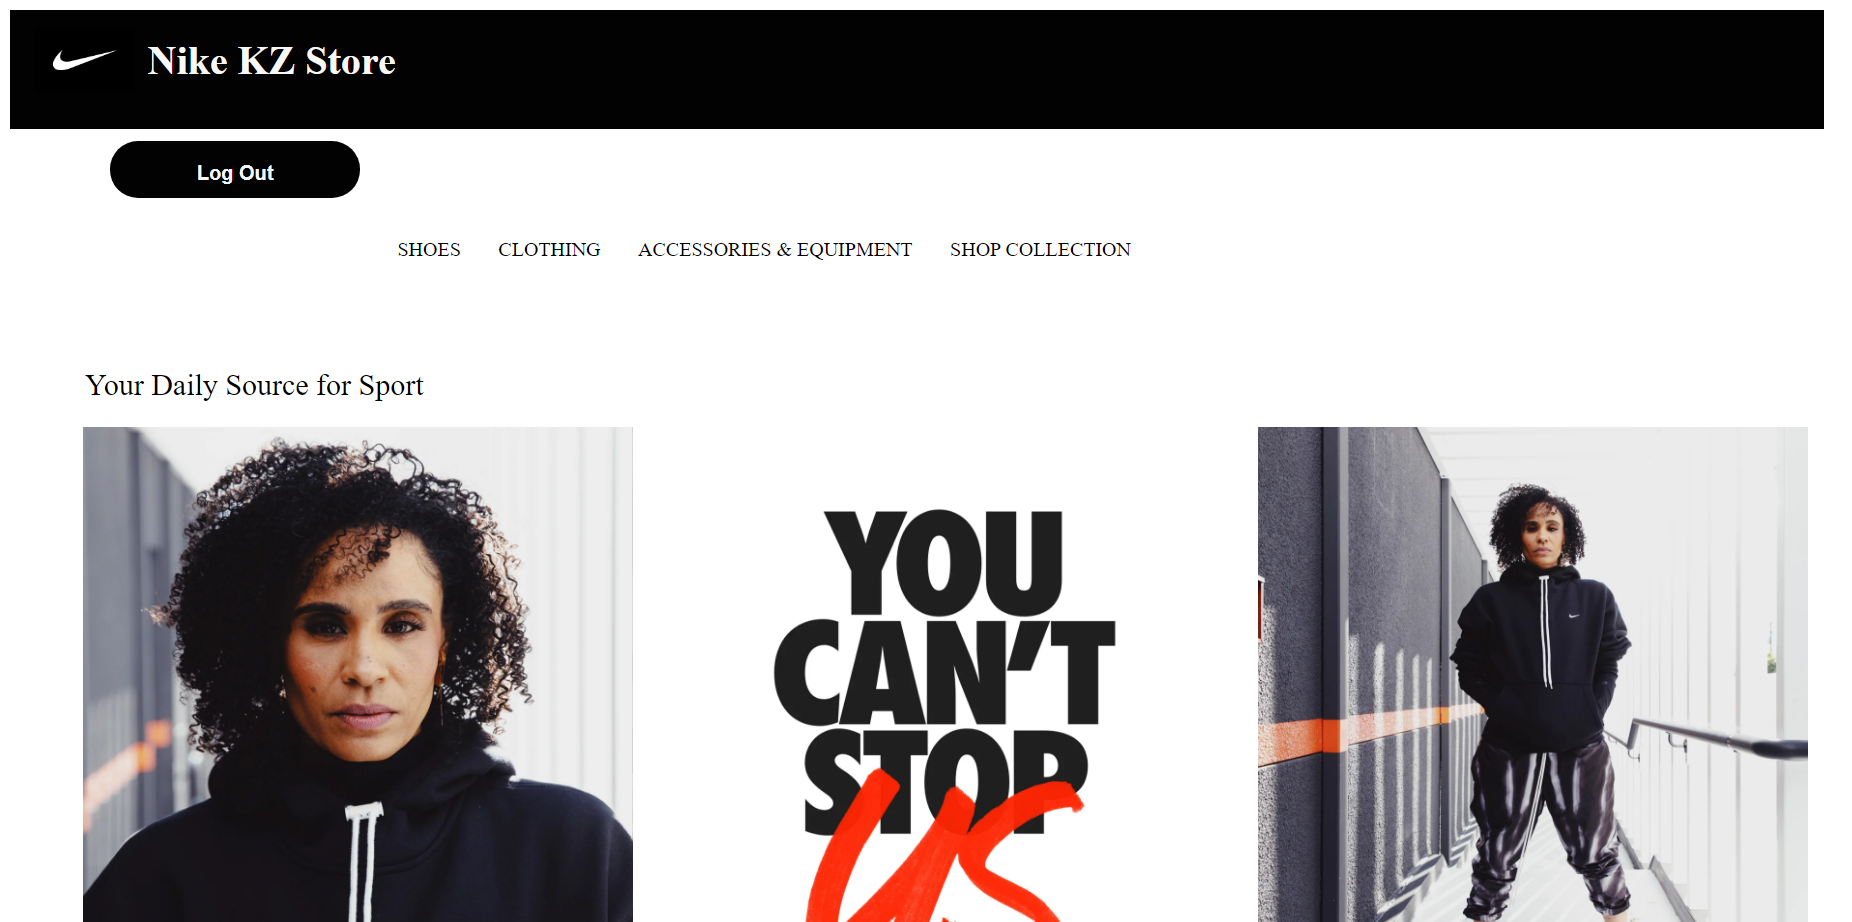 Nike KZ Store
Log Out
SHOES CLOTHING ACCESSORIES & EQUIPMENT SHOP COLLECTION
Your Daily Source for Sport
YOU
CAN'T
STOP
US